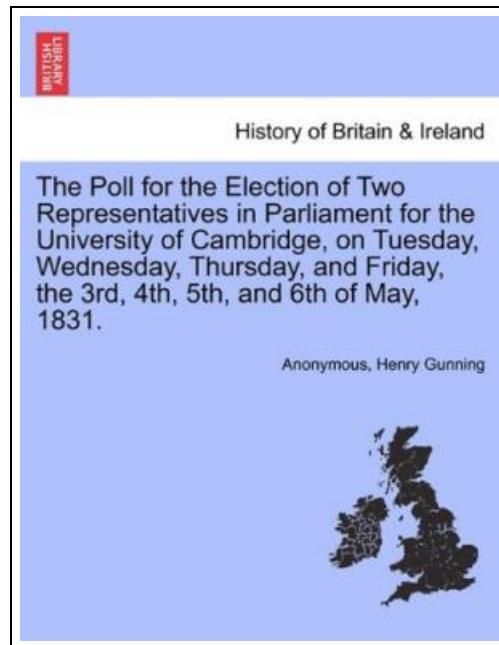 BRITISH
LIBRARY
History of Britain & Ireland
The Poll for the Election of Two
Representatives in Parliament for the
University of Cambridge, on Tuesday,
Wednesday, Thursday, and Friday,
the 3rd, 4th, 5th, and 6th of May,
1831.
Anonymous, Henry Gunning